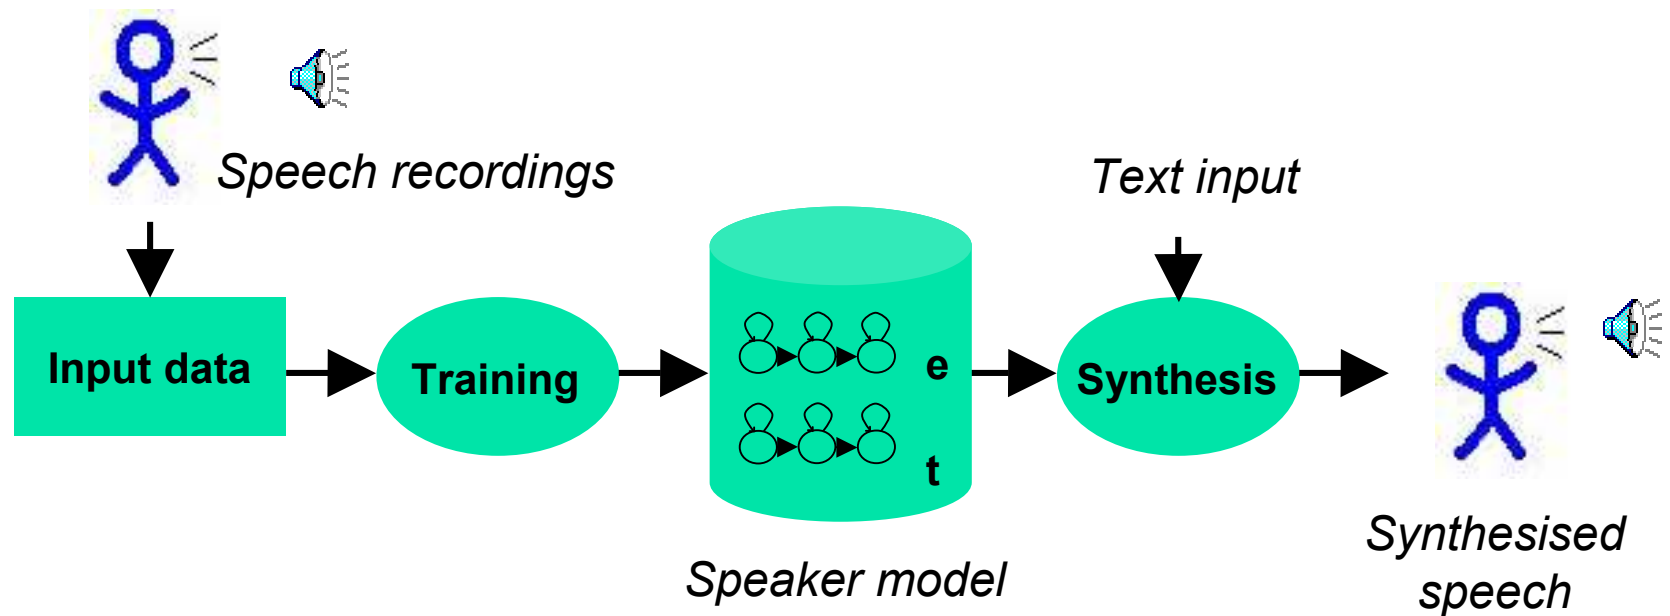 Speech recordings
Text input
Input data
Training
e
t
Synthesis
Speaker model
Synthesised
speech